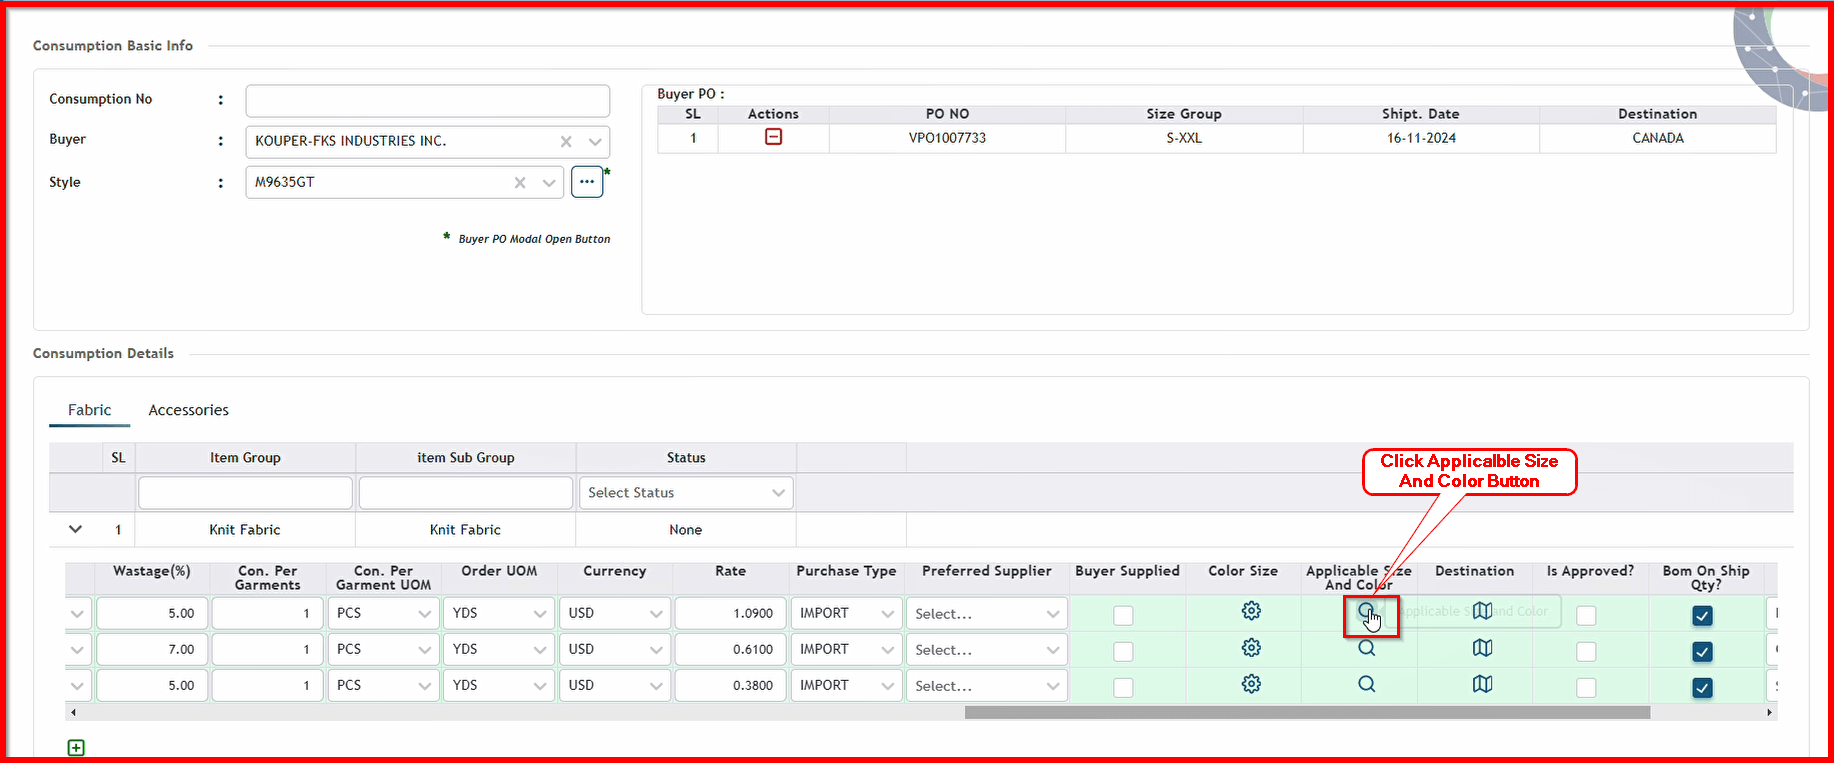 Consumption Basic Info
Consumption No :
Buyer : KOUPER-FKS INDUSTRIES INC.
Style : M9635GT ... *
* Buyer PO Modal Open Button
Buyer PO :
SL Actions PO NO Size Group Shipt. Date Destination
1 VPO1007733 S-XXL 16-11-2024 CANADA
Consumption Details
Fabric Accessories
SL Item Group item Sub Group Status
Select Status
1 Knit Fabric Knit Fabric None
Click Applicalble Size
And Color Button
Wastage(%) Con. Per Garments Con. Per Garment UOM Order UOM Currency Rate Purchase Type Preferred Supplier Buyer Supplied Color Size Applicable Size And Color Destination Is Approved? Bom On Ship Qty?
5.00 1 PCS YDS USD 1.0900 IMPORT Select... Applicable Size and Color
7.00 1 PCS YDS USD 0.6100 IMPORT Select...
5.00 1 PCS YDS USD 0.3800 IMPORT Select...